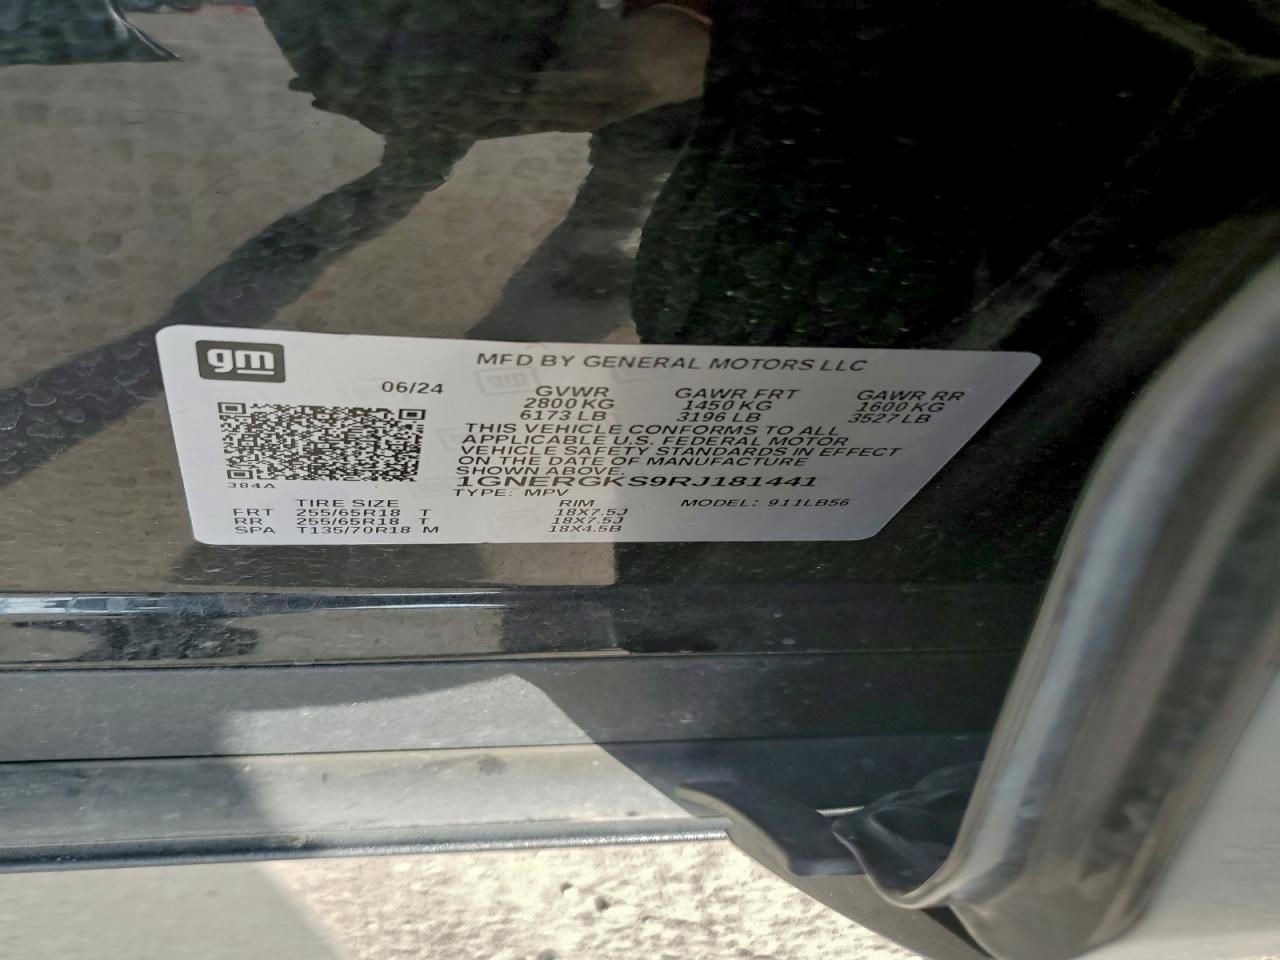 gm
MFD BY GENERAL MOTORS LLC
06/24
GVWR GAWR FRT GAWR RR
2800 KG 1450 KG 1600 KG
6173 LB 3196 LB 3527 LB
THIS VEHICLE CONFORMS TO ALL
APPLICABLE U.S. FEDERAL MOTOR
VEHICLE SAFETY STANDARDS IN EFFECT
ON THE DATE OF MANUFACTURE
SHOWN ABOVE.
384A
1GNERGKS9RJ181441
TYPE: MPV MODEL: 911LB56
TIRE SIZE RIM
FRT 255/65R18 T 18X7.5J
RR 255/65R18 T 18X7.5J
SPA T135/70R18 M 18X4.5B